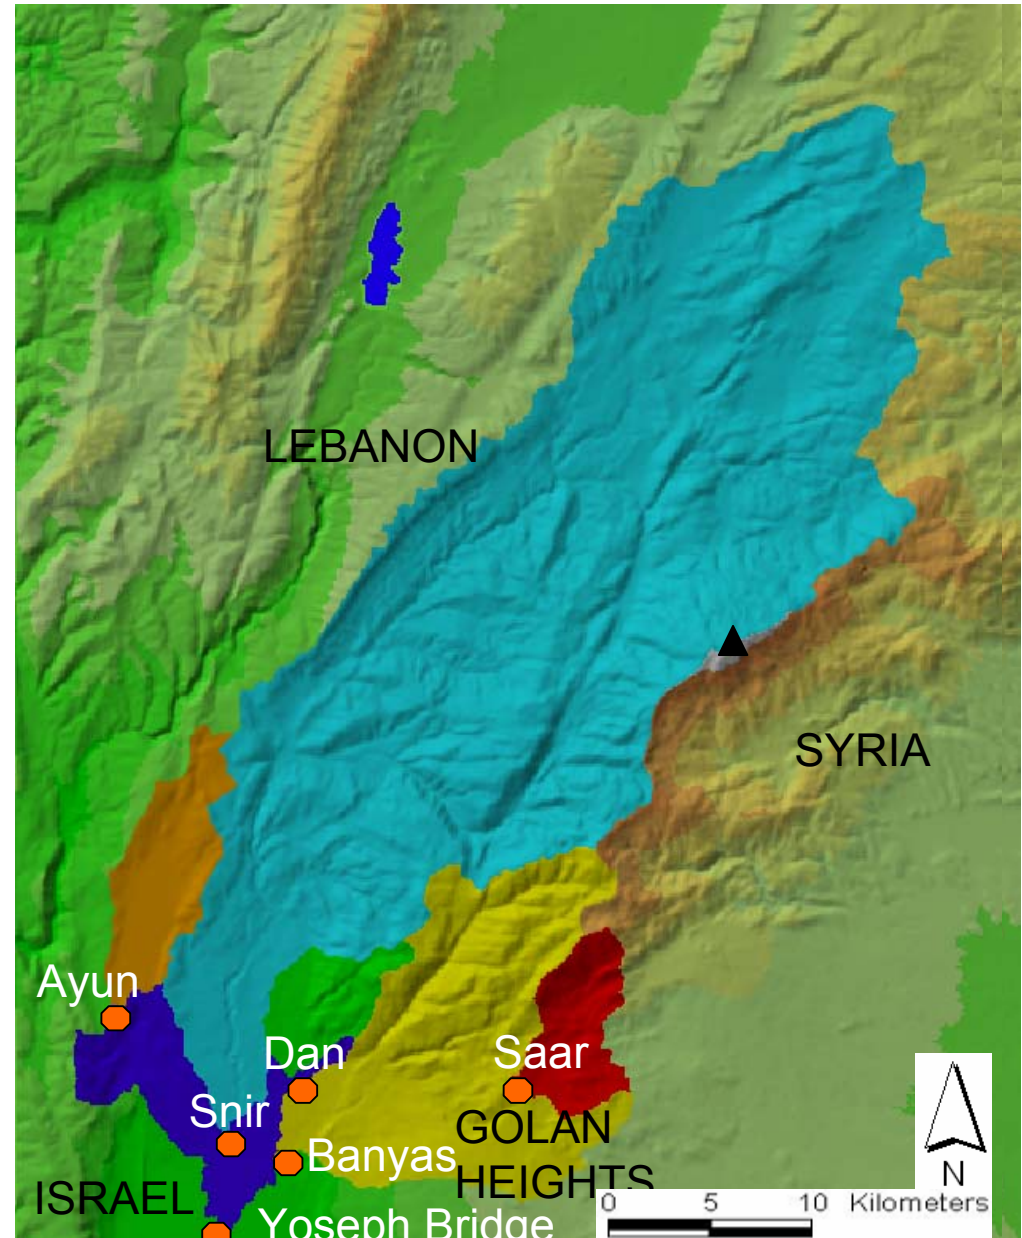 LEBANON
SYRIA
Ayun
Dan
Saar
Snir
GOLAN
HEIGHTS
Banyas
ISRAEL
Yoseph Bridge
N
0 5 10 Kilometers